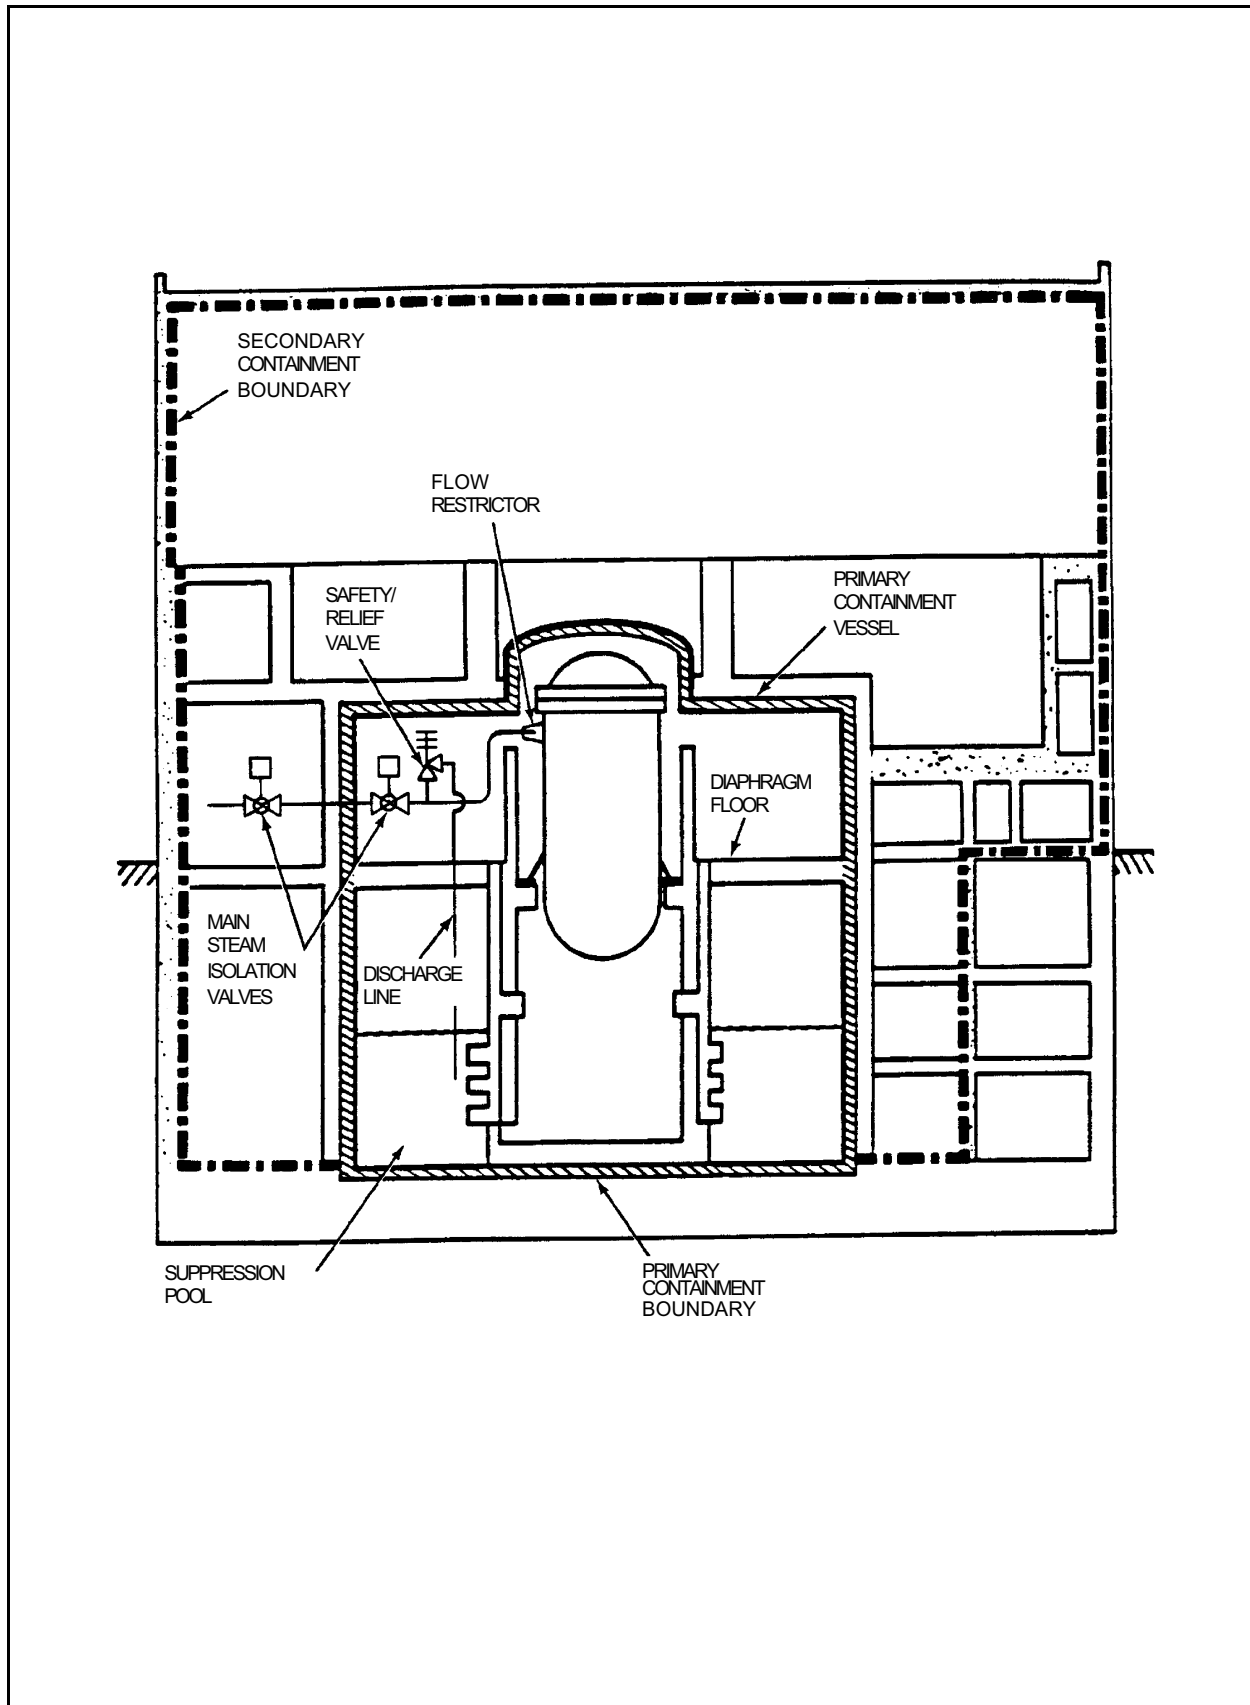 SECONDARY
CONTAINMENT
BOUNDARY
FLOW
RESTRICTOR
SAFETY/
RELIEF
VALVE
PRIMARY
CONTAINMENT
VESSEL
DIAPHRAGM
FLOOR
MAIN
STEAM
ISOLATION
VALVES
DISCHARGE
LINE
SUPPRESSION
POOL
PRIMARY
CONTAINMENT
BOUNDARY